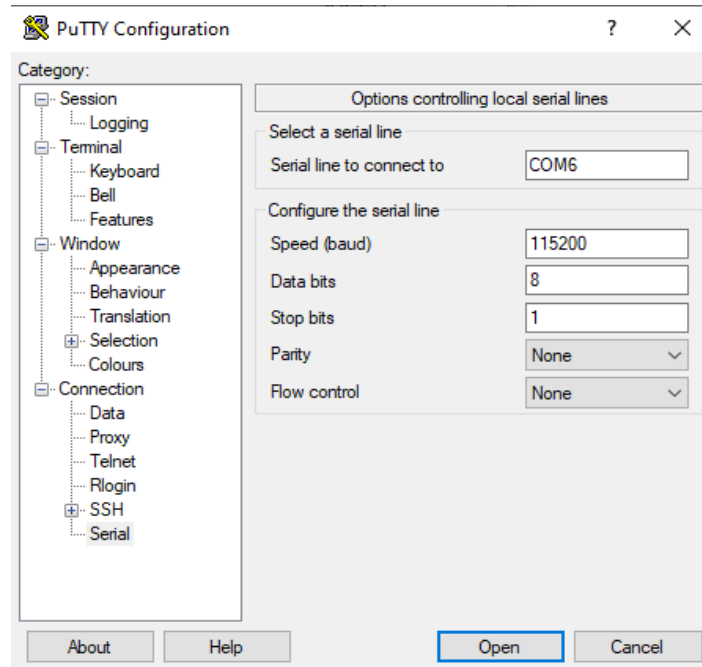 PuTTY Configuration
?
Category:
Session
Logging
Terminal
Keyboard
Bell
Features
Window
Appearance
Behaviour
Translation
Selection
Colours
Connection
Data
Proxy
Telnet
Rlogin
SSH
Serial
Options controlling local serial lines
Select a serial line
Serial line to connect to COM6
Configure the serial line
Speed (baud) 115200
Data bits 8
Stop bits 1
Parity None
Flow control None
About Help Open Cancel